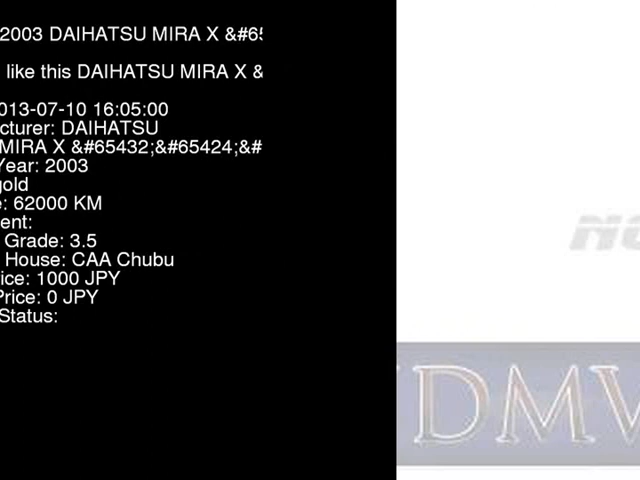 2003 DAIHATSU MIRA X &#65
like this DAIHATSU MIRA X &
013-07-10 16:05:00
cturer: DAIHATSU
MIRA X &#65432;&#65424;&#
Year: 2003
gold
e: 62000 KM
ent:
Grade: 3.5
House: CAA Chubu
ice: 1000 JPY
Price: 0 JPY
Status:
NO
DMV